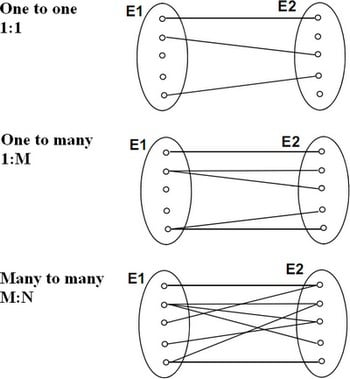 One to one
1:1
E1
E2
One to many
1:M
E1
E2
Many to many
M:N
E1
E2